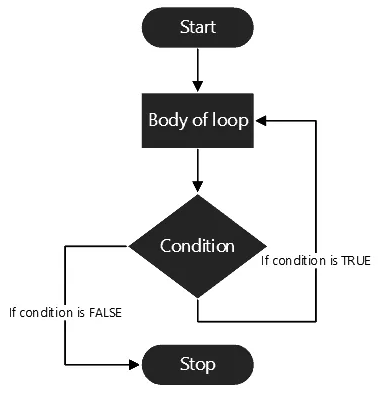 Start
Body of loop
Condition
If condition is TRUE
If condition is FALSE
Stop